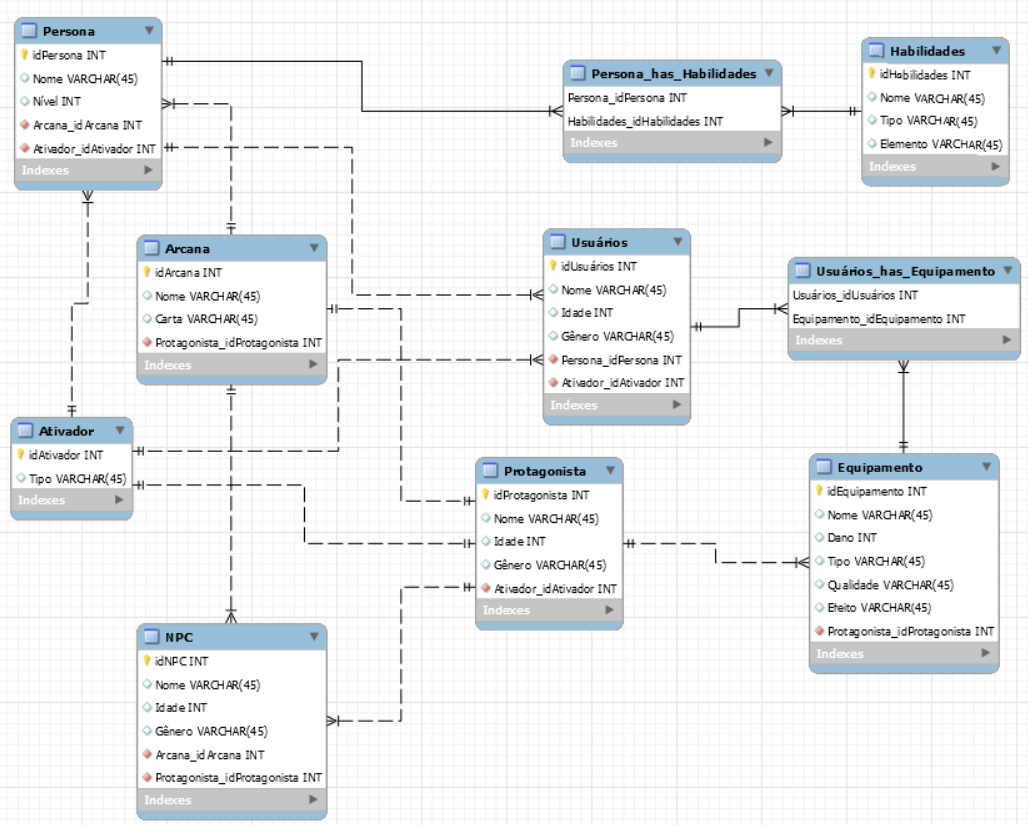 Persona
idPersona INT
Nome VARCHAR(45)
Nível INT
Arcana_idArcana INT
Ativador_idAtivador INT
Indexes
Persona_has_Habilidades
Persona_idPersona INT
Habilidades_idHabilidades INT
Indexes
Habilidades
idHabilidades INT
Nome VARCHAR(45)
Tipo VARCHAR(45)
Elemento VARCHAR(45)
Indexes
Arcana
idArcana INT
Nome VARCHAR(45)
Carta VARCHAR(45)
Protagonista_idProtagonista INT
Indexes
Usuários
idUsuários INT
Nome VARCHAR(45)
Idade INT
Gênero VARCHAR(45)
Persona_idPersona INT
Ativador_idAtivador INT
Indexes
Usuários_has_Equipamento
Usuários_idUsuários INT
Equipamento_idEquipamento INT
Indexes
Ativador
idAtivador INT
Tipo VARCHAR(45)
Indexes
Protagonista
idProtagonista INT
Nome VARCHAR(45)
Idade INT
Gênero VARCHAR(45)
Ativador_idAtivador INT
Indexes
Equipamento
idEquipamento INT
Nome VARCHAR(45)
Dano INT
Tipo VARCHAR(45)
Qualidade VARCHAR(45)
Efeito VARCHAR(45)
Protagonista_idProtagonista INT
Indexes
NPC
idNPC INT
Nome VARCHAR(45)
Idade INT
Gênero VARCHAR(45)
Arcana_idArcana INT
Protagonista_idProtagonista INT
Indexes